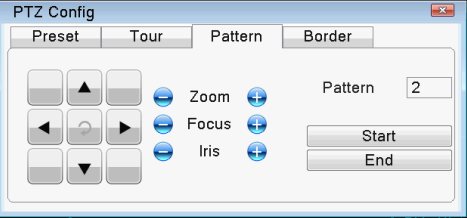 PTZ Config
Preset Tour Pattern Border
Zoom
Focus
Iris
Pattern 2
Start
End